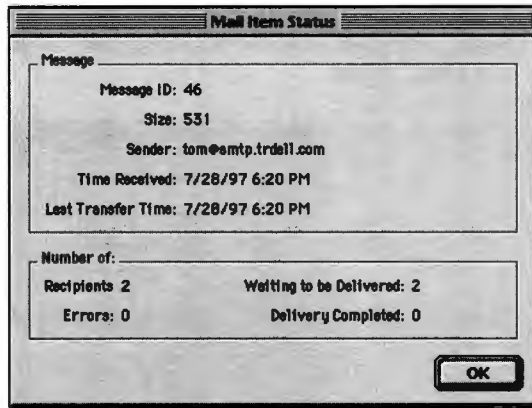 Mail Item Status
Message
Message ID: 46
Size: 531
Sender: tom@smtp.trdell.com
Time Received: 7/28/97 6:20 PM
Last Transfer Time: 7/28/97 6:20 PM
Number of:
Recipients 2 Waiting to be Delivered: 2
Errors: 0 Delivery Completed: 0
OK